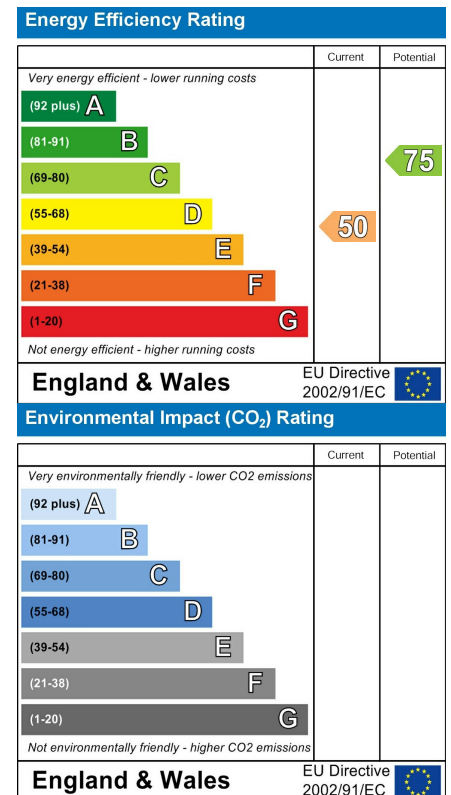 Energy Efficiency Rating
Current Potential
Very energy efficient - lower running costs
(92 plus) A
(81-91) B
75
(69-80) C
(55-68) D
50
(39-54) E
(21-38) F
(1-20) G
Not energy efficient - higher running costs
England & Wales
EU Directive
2002/91/EC
Environmental Impact (CO₂) Rating
Current Potential
Very environmentally friendly - lower CO2 emissions
(92 plus) A
(81-91) B
(69-80) C
(55-68) D
(39-54) E
(21-38) F
(1-20) G
Not environmentally friendly - higher CO2 emissions
England & Wales
EU Directive
2002/91/EC